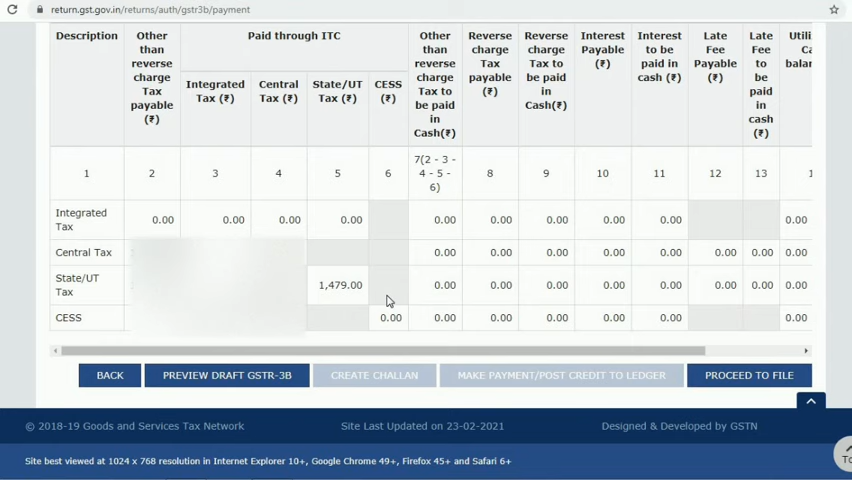 return.gst.gov.in/returns/auth/gstr3b/payment
Description
Other than reverse charge Tax payable (₹)
Paid through ITC
Integrated Tax (₹)
Central Tax (₹)
State/UT Tax (₹)
CESS (₹)
Other than reverse charge Tax to be paid in Cash(₹)
Reverse charge Tax payable (₹)
Reverse charge Tax to be paid in Cash(₹)
Interest Payable (₹)
Interest to be paid in cash (₹)
Late Fee Payable (₹)
Late Fee to be paid in cash (₹)
1 2 3 4 5 6 7(2 - 3 - 4 - 5 - 6) 8 9 10 11 12 13
Integrated Tax 0.00 0.00 0.00 0.00 0.00 0.00 0.00 0.00 0.00 0.00
Central Tax 0.00 0.00 0.00 0.00 0.00 0.00 0.00 0.00
State/UT Tax 1,479.00 0.00 0.00 0.00 0.00 0.00 0.00 0.00 0.00
CESS 0.00 0.00 0.00 0.00 0.00 0.00 0.00
BACK
PREVIEW DRAFT GSTR-3B
CREATE CHALLAN
MAKE PAYMENT/POST CREDIT TO LEDGER
PROCEED TO FILE
© 2018-19 Goods and Services Tax Network
Site Last Updated on 23-02-2021
Designed & Developed by GSTN
Site best viewed at 1024 x 768 resolution in Internet Explorer 10+, Google Chrome 49+, Firefox 45+ and Safari 6+